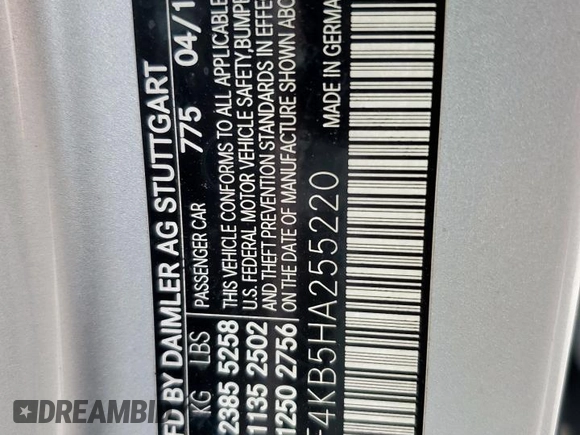 FD BY DAIMLER AG STUTTGART
775 04/1
KG LBS PASSENGER CAR
2385 5258 THIS VEHICLE CONFORMS TO ALL APPLICABLE
1135 2502 U.S. FEDERAL MOTOR VEHICLE SAFETY, BUMPE
1250 2756 AND THEFT PREVENTION STANDARDS IN EFFE
ON THE DATE OF MANUFACTURE SHOWN ABO
4KB5HA255220 MADE IN GERMAN
DREAMBID